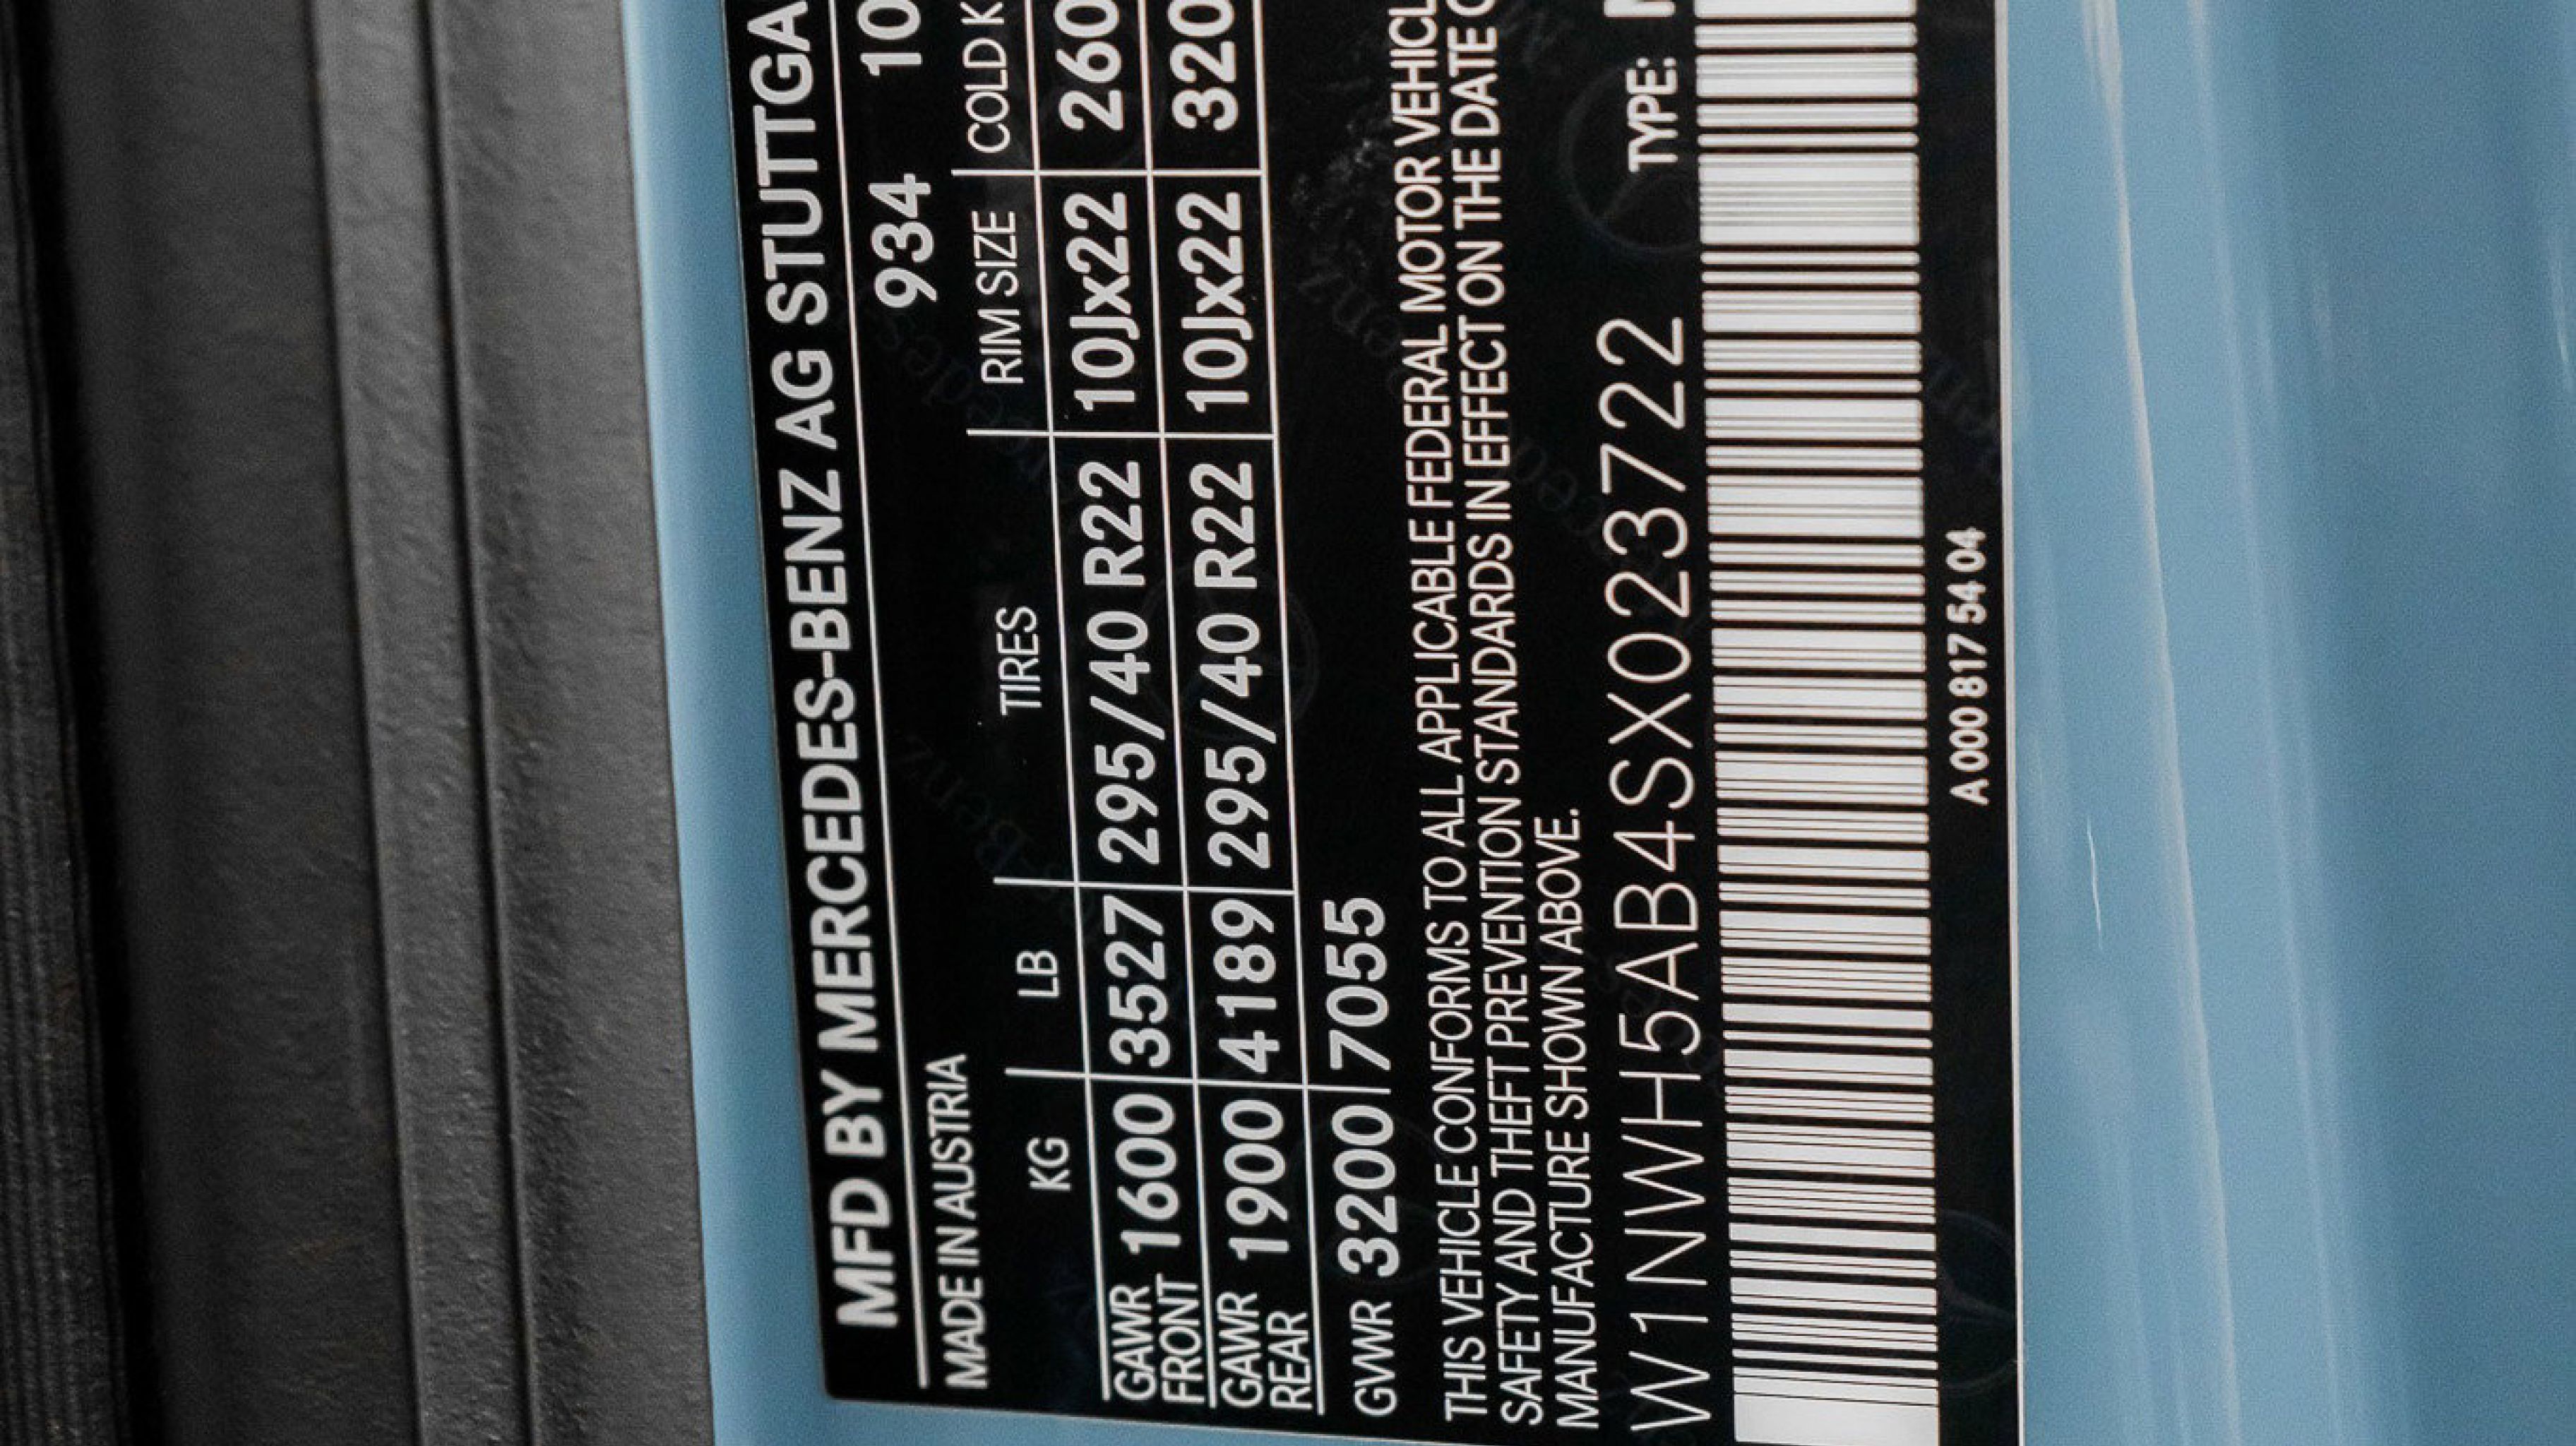 MFD BY MERCEDES-BENZ AG STUTTGA
MADE IN AUSTRIA 934 10
KG LB TIRES RIM SIZE COLD K
GAWR FRONT 1600 3527 295/40 R22 10Jx22 260
GAWR REAR 1900 4189 295/40 R22 10Jx22 320
GVWR 3200 7055
THIS VEHICLE CONFORMS TO ALL APPLICABLE FEDERAL MOTOR VEHICL
SAFETY AND THEFT PREVENTION STANDARDS IN EFFECT ON THE DATE O
MANUFACTURE SHOWN ABOVE.
W1NWH5AB4SX023722 TYPE:
A 000 817 54 04